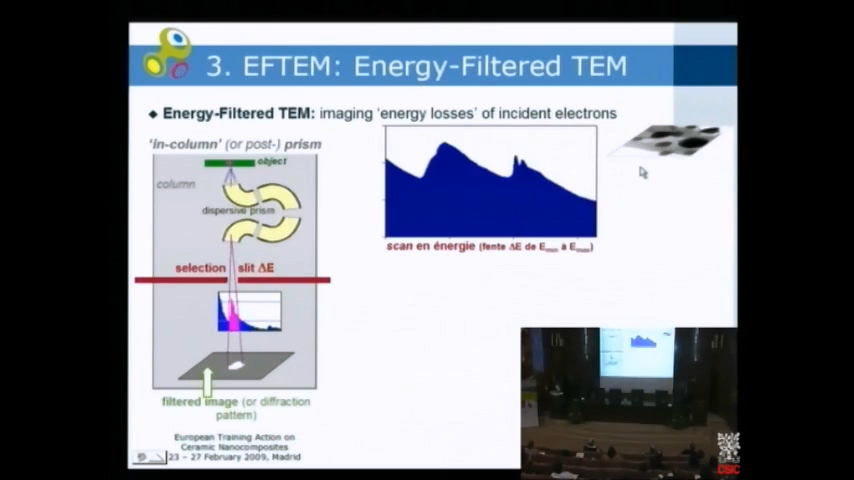 3. EFTEM: Energy-Filtered TEM
◆ Energy-Filtered TEM: imaging 'energy losses' of incident electrons
'in-column' (or post-) prism
object
column
dispersive prism
scan en énergie (fente ΔE de Emin à Emax)
selection slit ΔE
filtered image (or diffraction
pattern)
European Training Action on
Ceramic Nanocomposites
23 – 27 February 2009, Madrid
CSIC